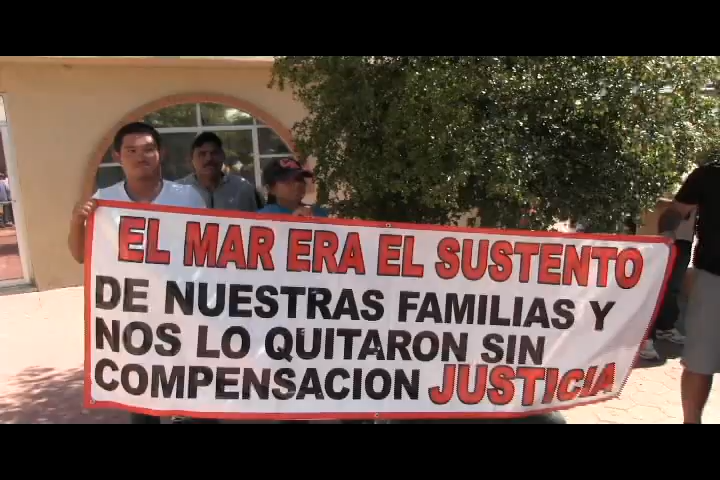 EL MAR ERA EL SUSTENTO
DE NUESTRAS FAMILIAS Y
NOS LO QUITARON SIN
COMPENSACION JUSTICIA